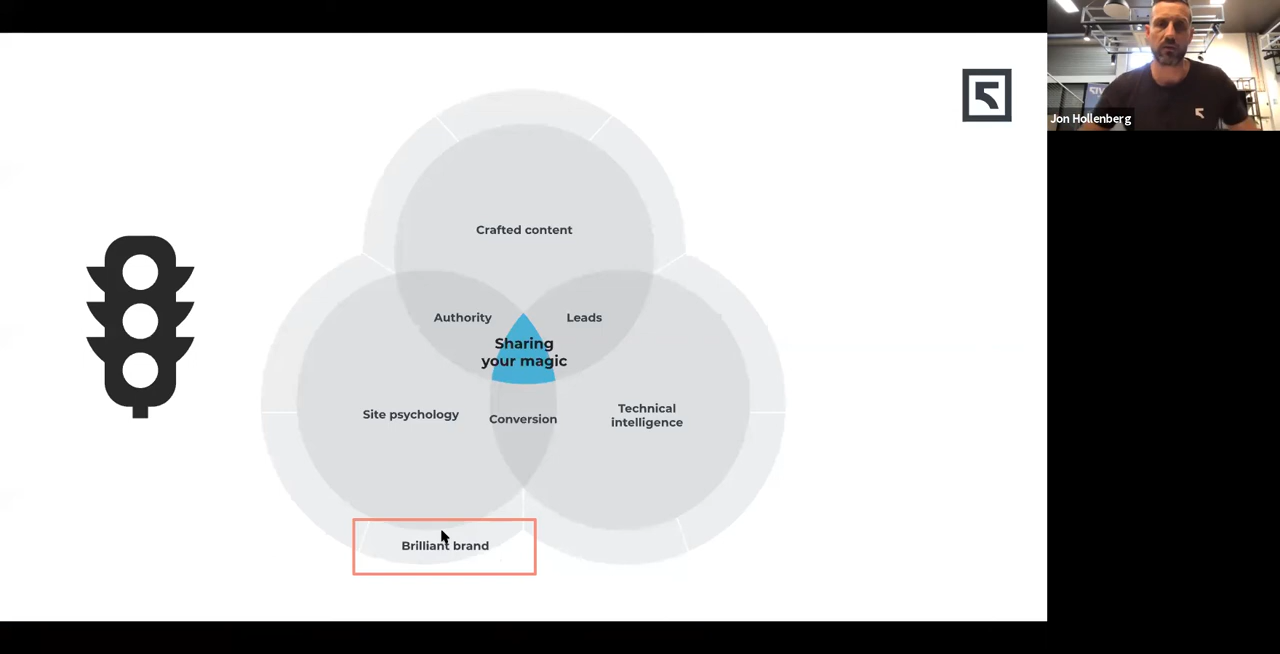 Jon Hollenberg
Crafted content
Authority
Leads
Sharing
your magic
Site psychology
Conversion
Technical
intelligence
Brilliant brand